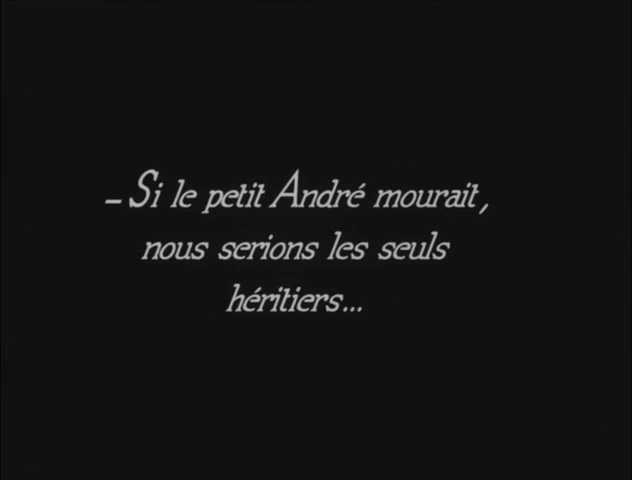 – Si le petit André mourait,
nous serions les seuls
héritiers...